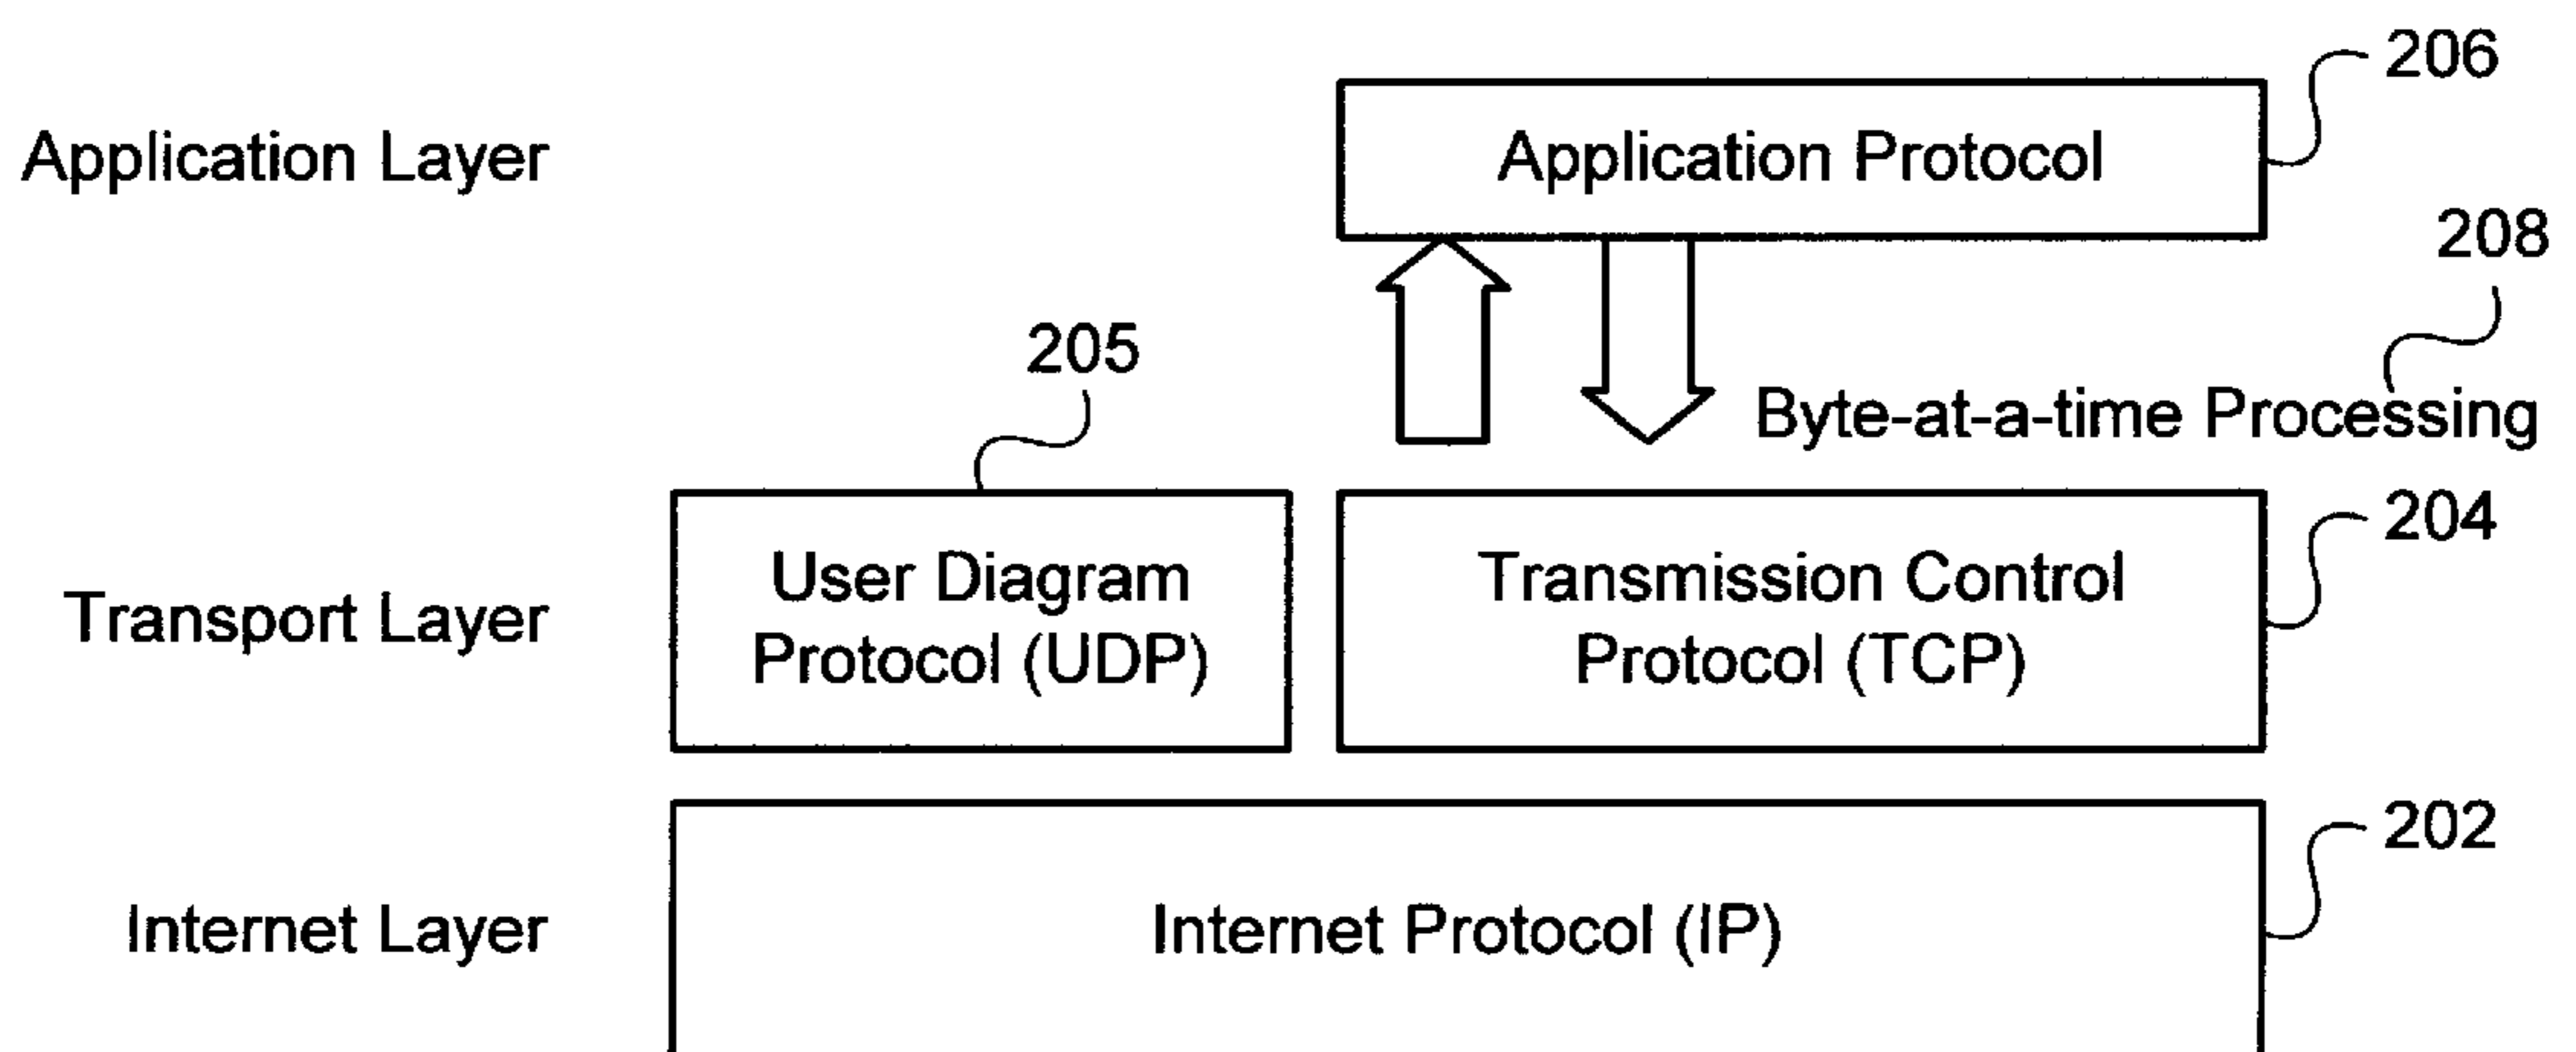 206
Application Layer
Application Protocol
208
205
Byte-at-a-time Processing
204
Transport Layer
User Diagram
Protocol (UDP)
Transmission Control
Protocol (TCP)
202
Internet Layer
Internet Protocol (IP)